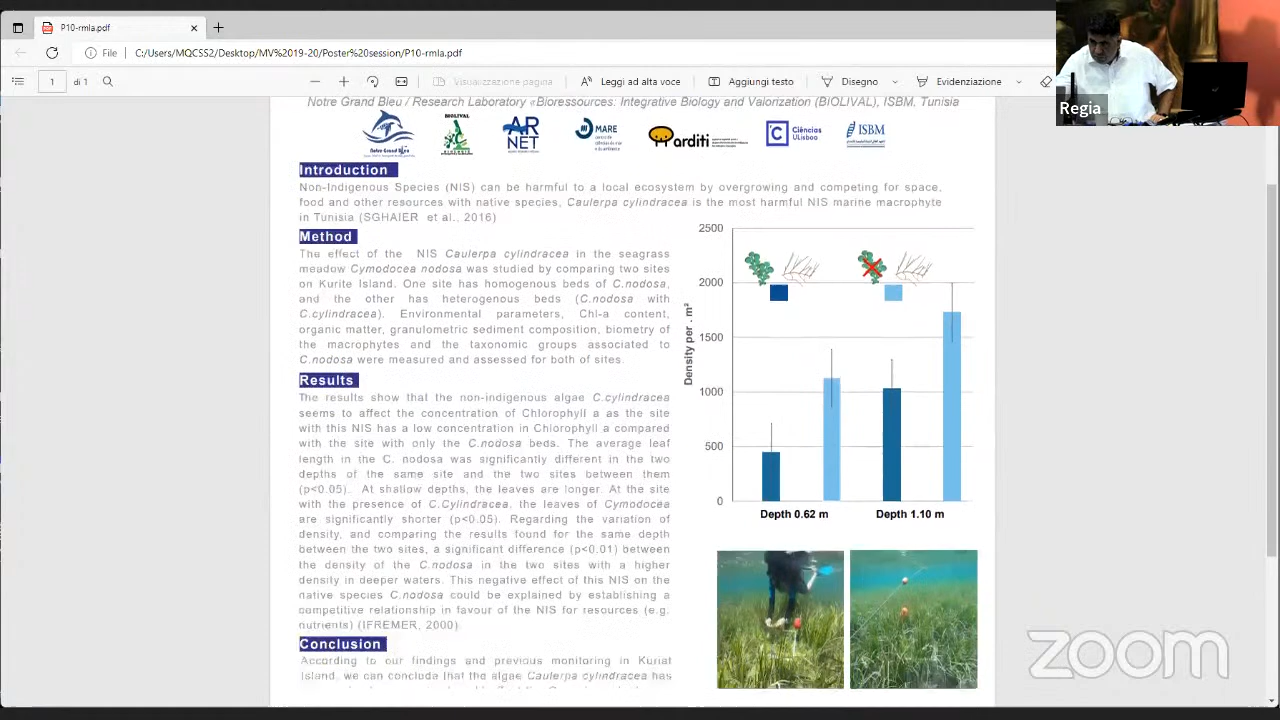 P10-rmla.pdf
File C:/Users/MQCSS2/Desktop/MV%2019-20/Poster%20session/P10-rmla.pdf
1 di 1 Visualizzazione pagina Leggi ad alta voce Aggiungi testo Disegno Evidenziazione
Regia
Notre Grand Bleu / Research Laboratory «Bioressources: Integrative Biology and Valorization (BIOLIVAL), ISBM, Tunisia
Notre Grand Bleu
BIOLIVAL
AR NET
MARE
arditi
Ciências ULisboa
ISBM
Introduction
Non-Indigenous Species (NIS) can be harmful to a local ecosystem by overgrowing and competing for space,
food and other resources with native species, Caulerpa cylindracea is the most harmful NIS marine macrophyte
in Tunisia (SGHAIER et al., 2016)
Method
The effect of the NIS Caulerpa cylindracea in the seagrass
meadow Cymodocea nodosa was studied by comparing two sites
on Kurite Island. One site has homogenous beds of C.nodosa,
and the other has heterogenous beds (C.nodosa with
C.cylindracea). Environmental parameters, Chl-a content,
organic matter, granulometric sediment composition, biometry of
the macrophytes and the taxonomic groups associated to
C.nodosa were measured and assessed for both of sites.
Results
The results show that the non-indigenous algae C.cylindracea
seems to affect the concentration of Chlorophyll a as the site
with this NIS has a low concentration in Chlorophyll a compared
with the site with only the C.nodosa beds. The average leaf
length in the C. nodosa was significantly different in the two
depths of the same site and the two sites between them
(p<0.05). At shallow depths, the leaves are longer. At the site
with the presence of C.Cylindracea. the leaves of Cymodocea
are significantly shorter (p<0.05). Regarding the variation of
density, and comparing the results found for the same depth
between the two sites, a significant difference (p<0.01) between
the density of the C.nodosa in the two sites with a higher
density in deeper waters. This negative effect of this NIS on the
native species C.nodosa could be explained by establishing a
competitive relationship in favour of the NIS for resources (e.g.
nutrients) (IFREMER, 2000)
Conclusion
According to our findings and previous monitoring in Kuriat
Island, we can conclude that the algae Caulerpa cylindracea has
2500
2000
1500
1000
500
0
Density per . m²
Depth 0.62 m
Depth 1.10 m
zoom